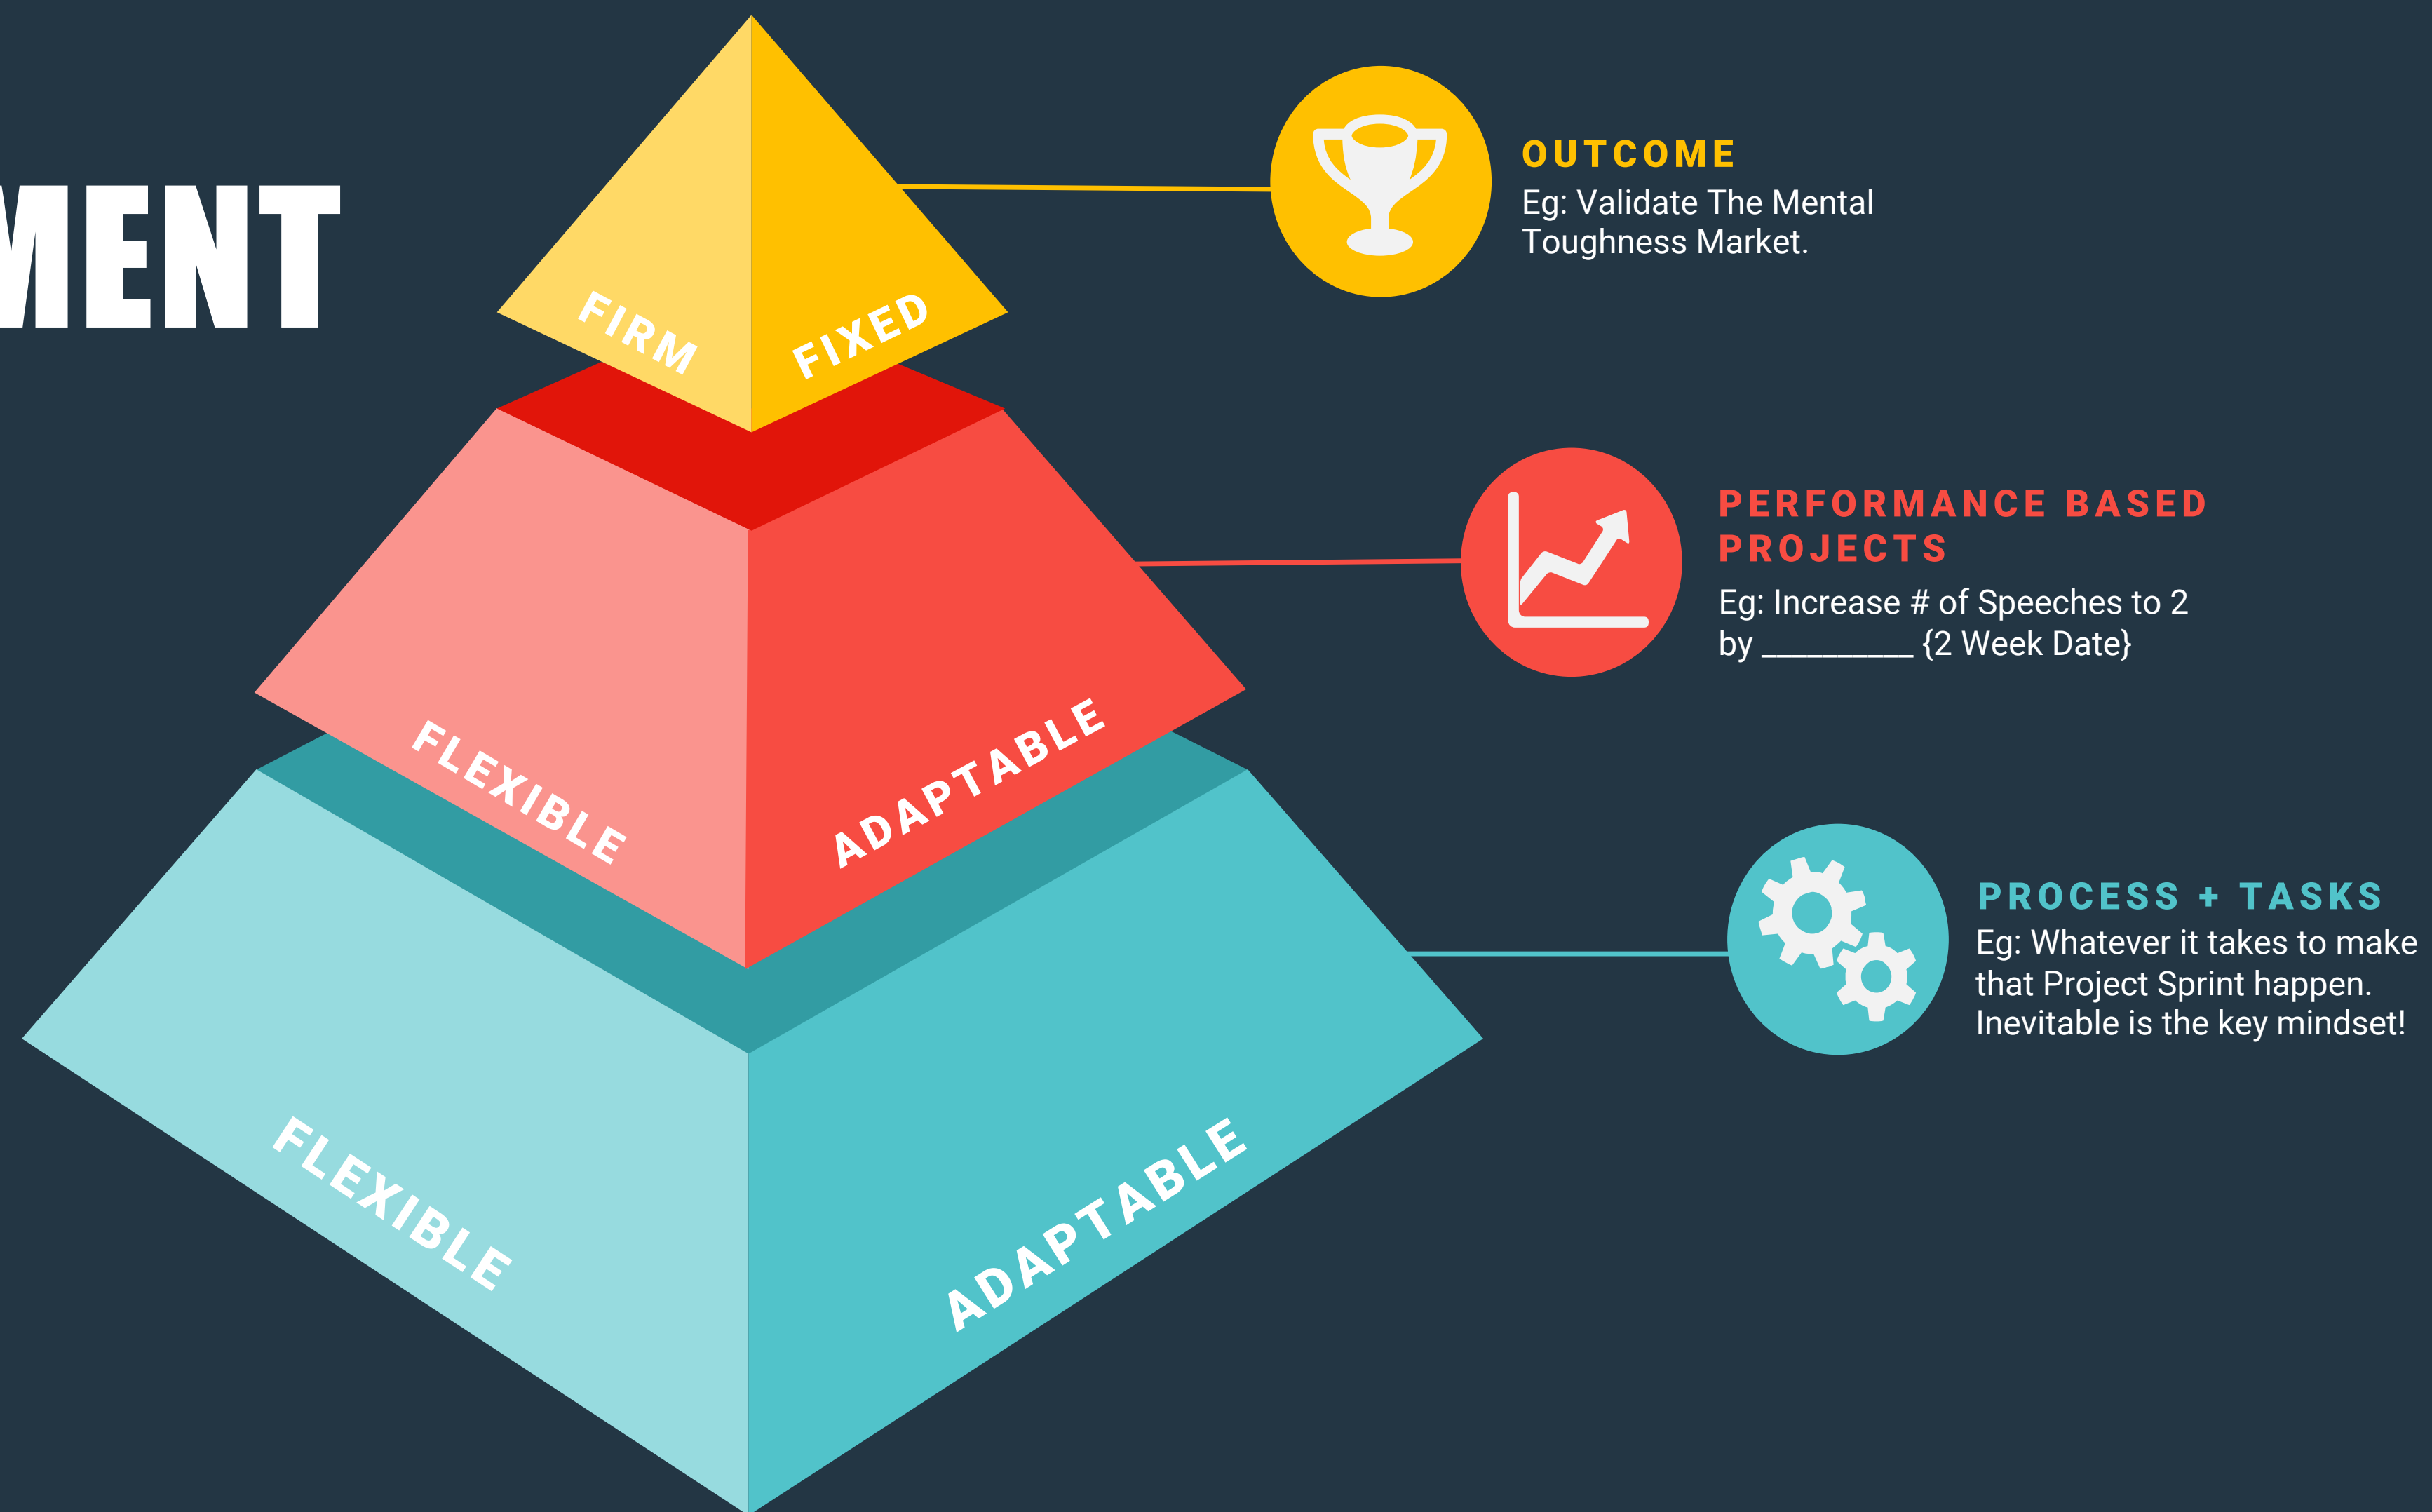 MENT
FIRM
FIXED
OUTCOME
Eg: Validate The Mental
Toughness Market.
FLEXIBLE
ADAPTABLE
PERFORMANCE BASED
PROJECTS
Eg: Increase # of Speeches to 2
by __________ {2 Week Date}
FLEXIBLE
ADAPTABLE
PROCESS + TASKS
Eg: Whatever it takes to make
that Project Sprint happen.
Inevitable is the key mindset!